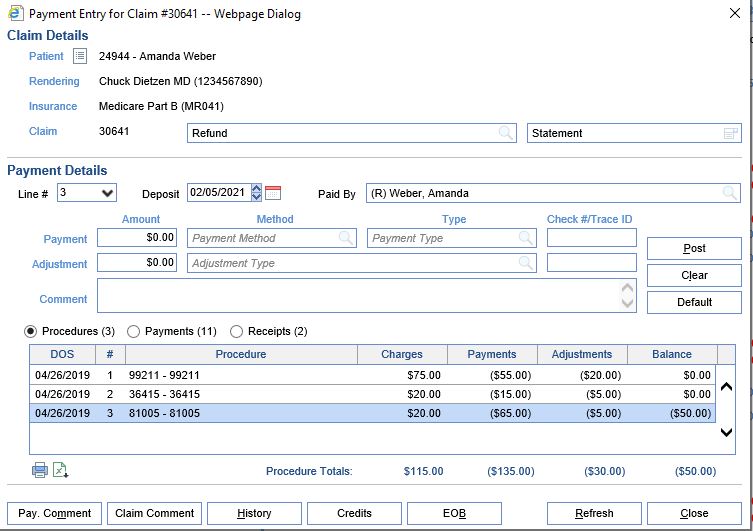 Payment Entry for Claim #30641 -- Webpage Dialog
Claim Details
Patient 24944 - Amanda Weber
Rendering Chuck Dietzen MD (1234567890)
Insurance Medicare Part B (MR041)
Claim 30641 Refund Statement
Payment Details
Line # 3 Deposit 02/05/2021 Paid By (R) Weber, Amanda
Amount Method Type Check #/Trace ID
Payment $0.00 Payment Method Payment Type
Post
Adjustment $0.00 Adjustment Type
Clear
Comment Default
Procedures (3) Payments (11) Receipts (2)
DOS # Procedure Charges Payments Adjustments Balance
04/26/2019 1 99211 - 99211 $75.00 ($55.00) ($20.00) $0.00
04/26/2019 2 36415 - 36415 $20.00 ($15.00) ($5.00) $0.00
04/26/2019 3 81005 - 81005 $20.00 ($65.00) ($5.00) ($50.00)
Procedure Totals: $115.00 ($135.00) ($30.00) ($50.00)
Pay. Comment Claim Comment History Credits EOB Refresh Close